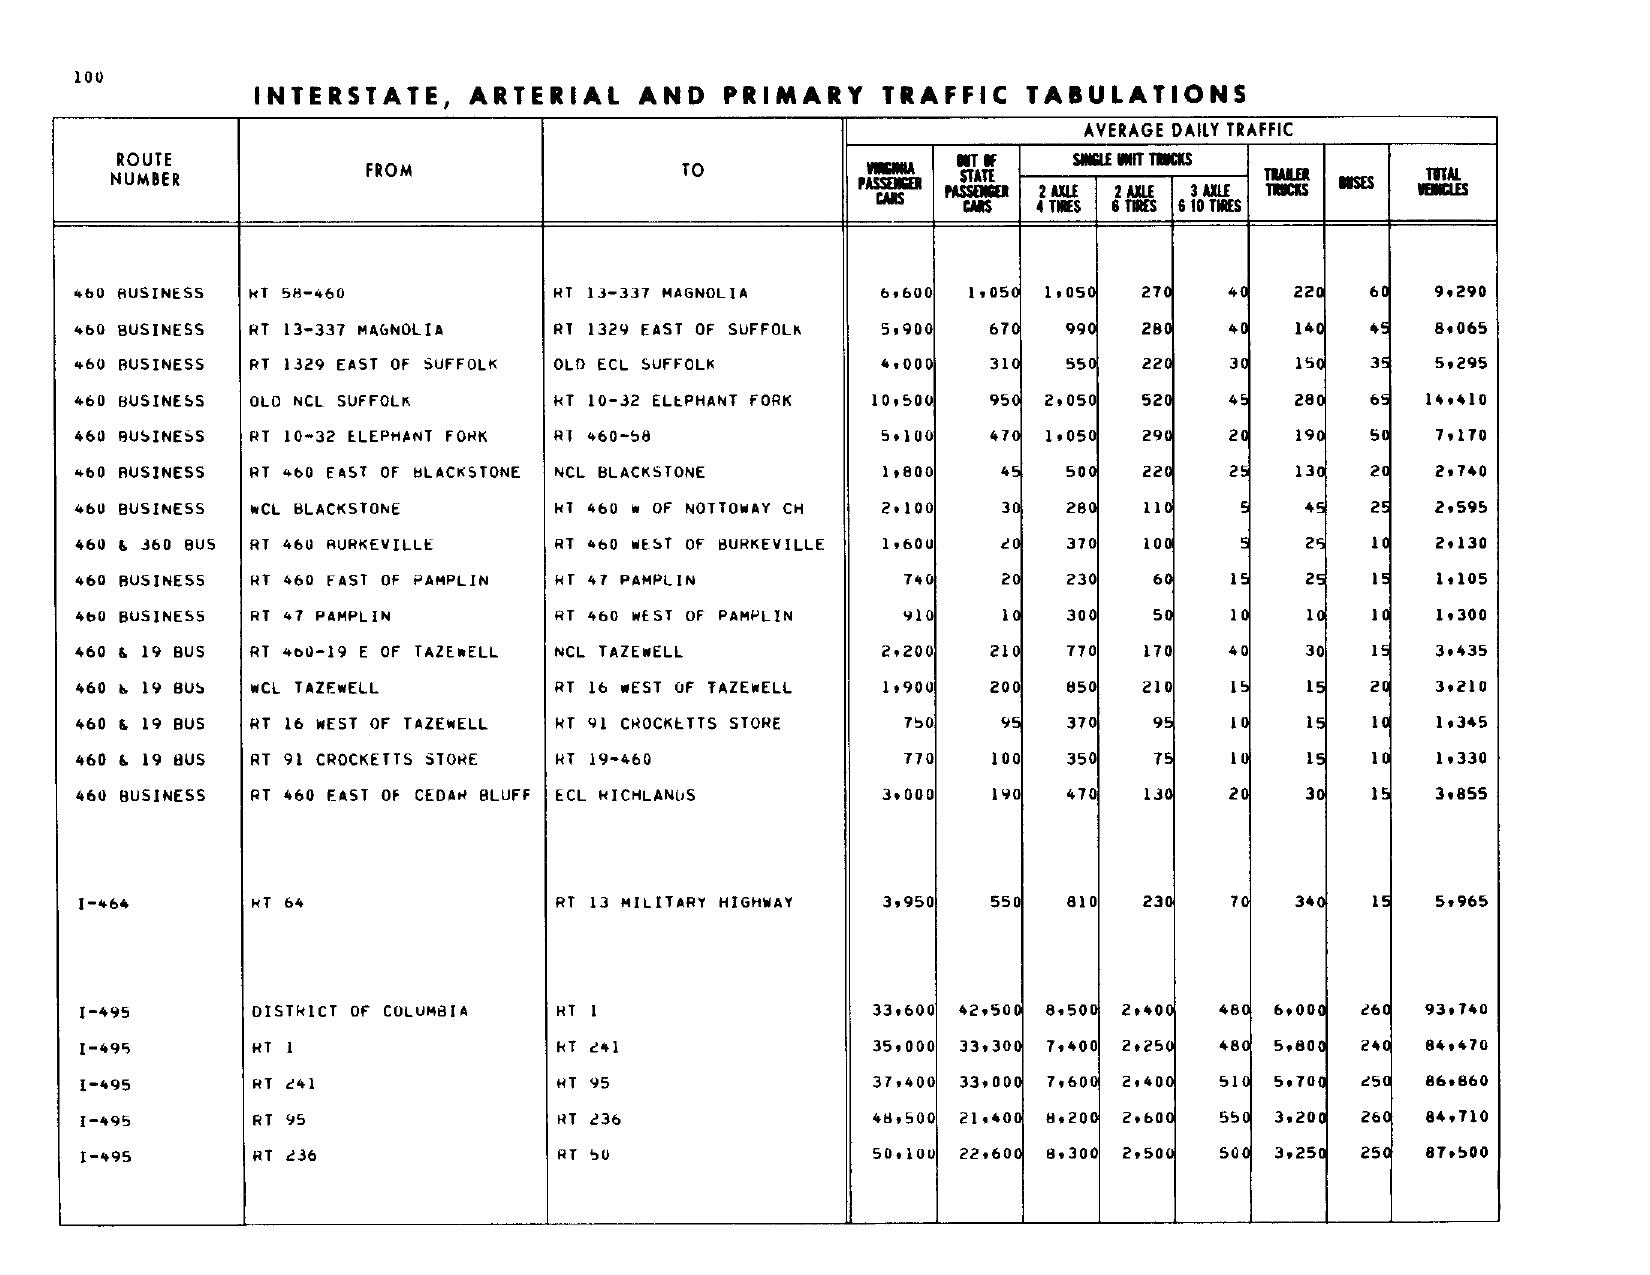 100
INTERSTATE, ARTERIAL AND PRIMARY TRAFFIC TABULATIONS
AVERAGE DAILY TRAFFIC
ROUTE NUMBER FROM TO VIRGINIA PASSENGER CARS OUT OF STATE PASSENGER CARS SINGLE UNIT TRUCKS 2 AXLE 4 TIRES 2 AXLE 6 TIRES 3 AXLE 6 10 TIRES TRAILER TRUCKS BUSES TOTAL VEHICLES
460 BUSINESS RT 58-460 RT 13-337 MAGNOLIA 6,600 1,050 1,050 270 40 220 60 9,290
460 BUSINESS RT 13-337 MAGNOLIA RT 1329 EAST OF SUFFOLK 5,900 670 990 280 40 140 45 8,065
460 BUSINESS RT 1329 EAST OF SUFFOLK OLD ECL SUFFOLK 4,000 310 550 220 30 150 35 5,295
460 BUSINESS OLD NCL SUFFOLK RT 10-32 ELEPHANT FORK 10,500 950 2,050 520 45 280 65 14,410
460 BUSINESS RT 10-32 ELEPHANT FORK RT 460-58 5,100 470 1,050 290 20 190 50 7,170
460 BUSINESS RT 460 EAST OF BLACKSTONE NCL BLACKSTONE 1,800 45 500 220 25 130 20 2,740
460 BUSINESS WCL BLACKSTONE RT 460 W OF NOTTOWAY CH 2,100 30 280 110 5 45 25 2,595
460 & 360 BUS RT 460 BURKEVILLE RT 460 WEST OF BURKEVILLE 1,600 20 370 100 5 25 10 2,130
460 BUSINESS RT 460 EAST OF PAMPLIN RT 47 PAMPLIN 740 20 230 60 15 25 15 1,105
460 BUSINESS RT 47 PAMPLIN RT 460 WEST OF PAMPLIN 910 10 300 50 10 10 10 1,300
460 & 19 BUS RT 460-19 E OF TAZEWELL NCL TAZEWELL 2,200 210 770 170 40 30 15 3,435
460 & 19 BUS WCL TAZEWELL RT 16 WEST OF TAZEWELL 1,900 200 850 210 15 15 20 3,210
460 & 19 BUS RT 16 WEST OF TAZEWELL RT 91 CROCKETTS STORE 750 95 370 95 10 15 10 1,345
460 & 19 BUS RT 91 CROCKETTS STORE RT 19-460 770 100 350 75 10 15 10 1,330
460 BUSINESS RT 460 EAST OF CEDAR BLUFF ECL RICHLANDS 3,000 190 470 130 20 30 15 3,855
I-464 RT 64 RT 13 MILITARY HIGHWAY 3,950 550 810 230 70 340 15 5,965
I-495 DISTRICT OF COLUMBIA RT 1 33,600 42,500 8,500 2,400 480 6,000 260 93,740
I-495 RT 1 RT 241 35,000 33,300 7,400 2,250 480 5,800 240 84,470
I-495 RT 241 RT 95 37,400 33,000 7,600 2,400 510 5,700 250 86,860
I-495 RT 95 RT 236 48,500 21,400 8,200 2,600 550 3,200 260 84,710
I-495 RT 236 RT 50 50,100 22,600 8,300 2,500 500 3,250 250 87,500